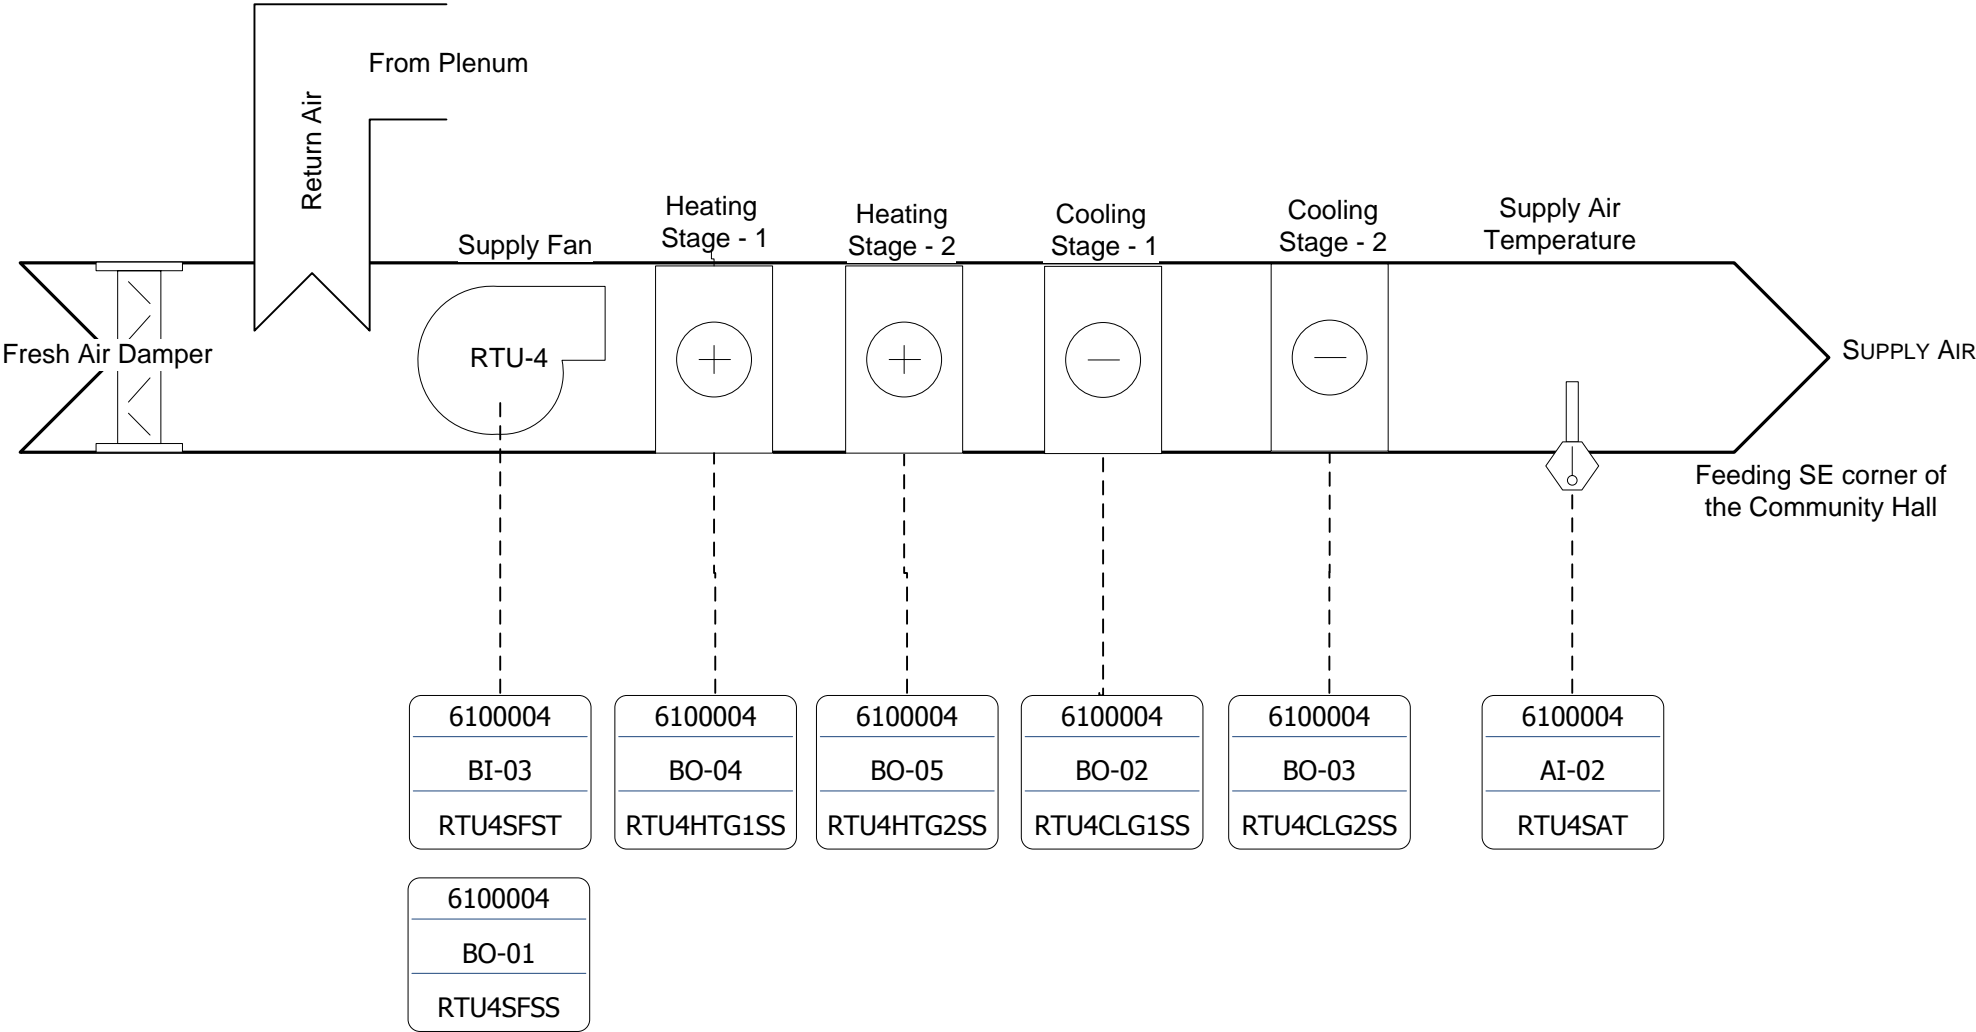 From Plenum
Return Air
Supply Fan
Heating
Stage - 1
Heating
Stage - 2
Cooling
Stage - 1
Cooling
Stage - 2
Supply Air
Temperature
Fresh Air Damper
RTU-4
SUPPLY AIR
Feeding SE corner of
the Community Hall
6100004
BI-03
RTU4SFST
6100004
BO-04
RTU4HTG1SS
6100004
BO-05
RTU4HTG2SS
6100004
BO-02
RTU4CLG1SS
6100004
BO-03
RTU4CLG2SS
6100004
AI-02
RTU4SAT
6100004
BO-01
RTU4SFSS